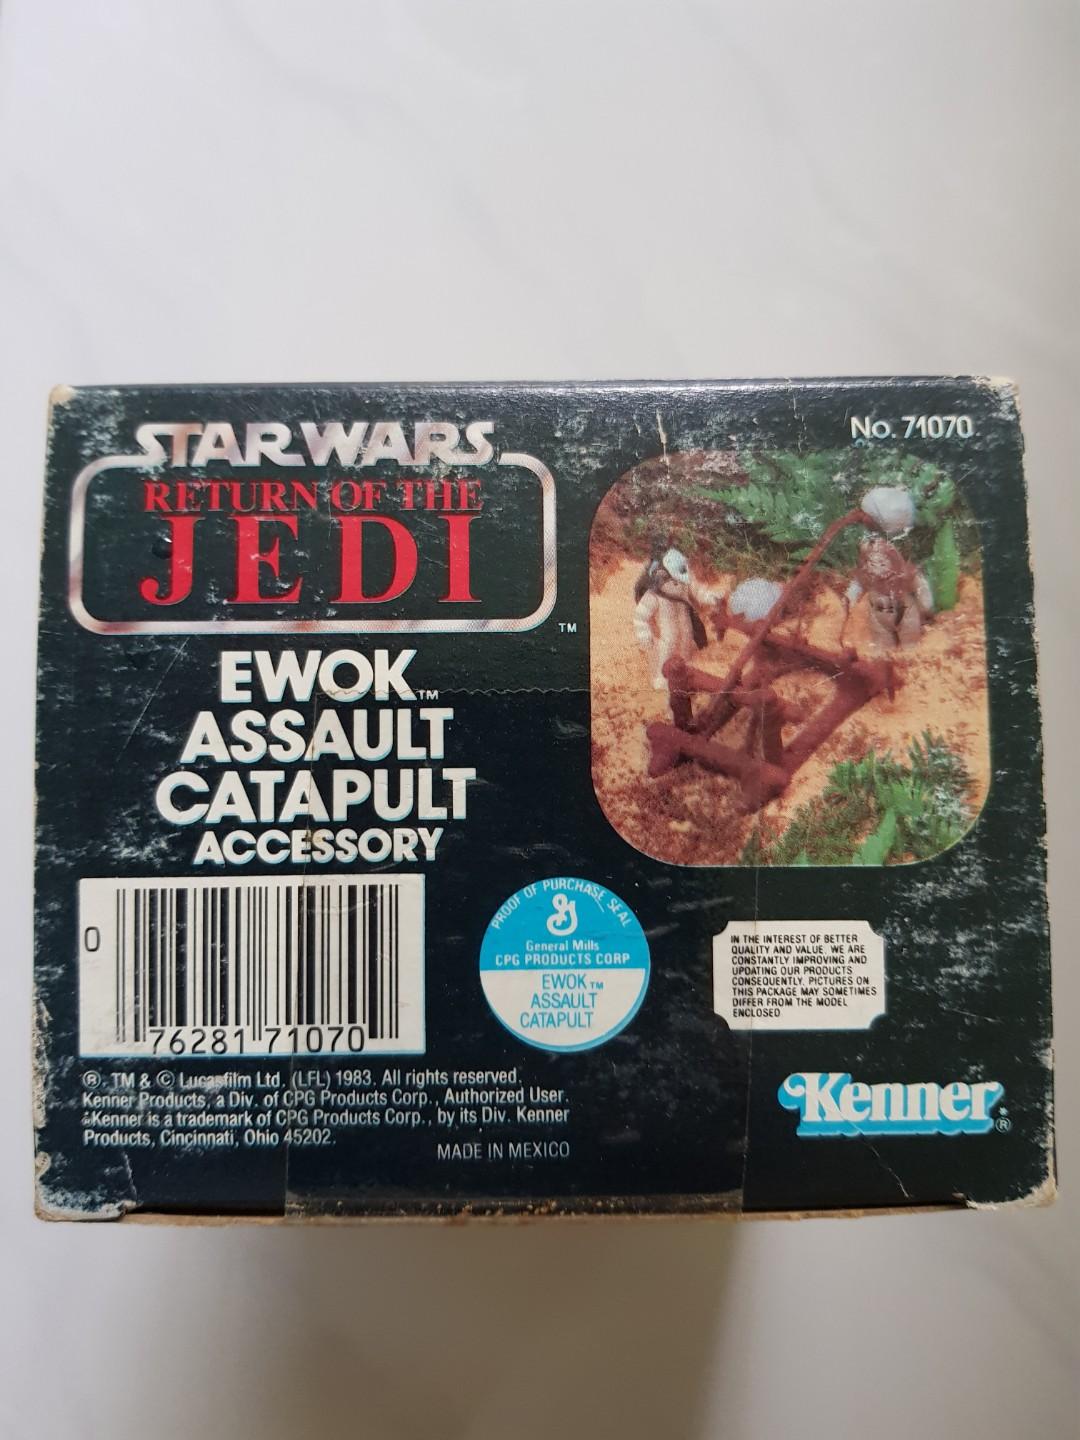 STAR WARS
RETURN OF THE
JEDI
TM
No. 71070
EWOK™
ASSAULT
CATAPULT
ACCESSORY
0
76281 71070
PROOF OF PURCHASE SEAL
General Mills
CPG PRODUCTS CORP
EWOK™
ASSAULT
CATAPULT
IN THE INTEREST OF BETTER
QUALITY AND VALUE, WE ARE
CONSTANTLY IMPROVING AND
UPDATING OUR PRODUCTS
CONSEQUENTLY, PICTURES ON
THIS PACKAGE MAY SOMETIMES
DIFFER FROM THE MODEL
ENCLOSED
®, TM & © Lucasfilm Ltd. (LFL) 1983. All rights reserved.
Kenner Products, a Div. of CPG Products Corp., Authorized User.
Kenner is a trademark of CPG Products Corp., by its Div. Kenner
Products, Cincinnati, Ohio 45202.
MADE IN MEXICO
Kenner®